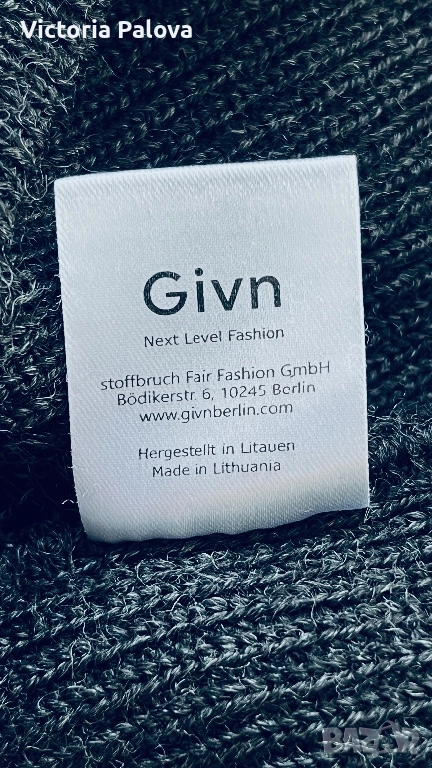 Victoria Palova
Givn
Next Level Fashion
stoffbruch Fair Fashion GmbH
Bödikerstr. 6, 10245 Berlin
www.givnberlin.com
Hergestellt in Litauen
Made in Lithuania
BAZAR